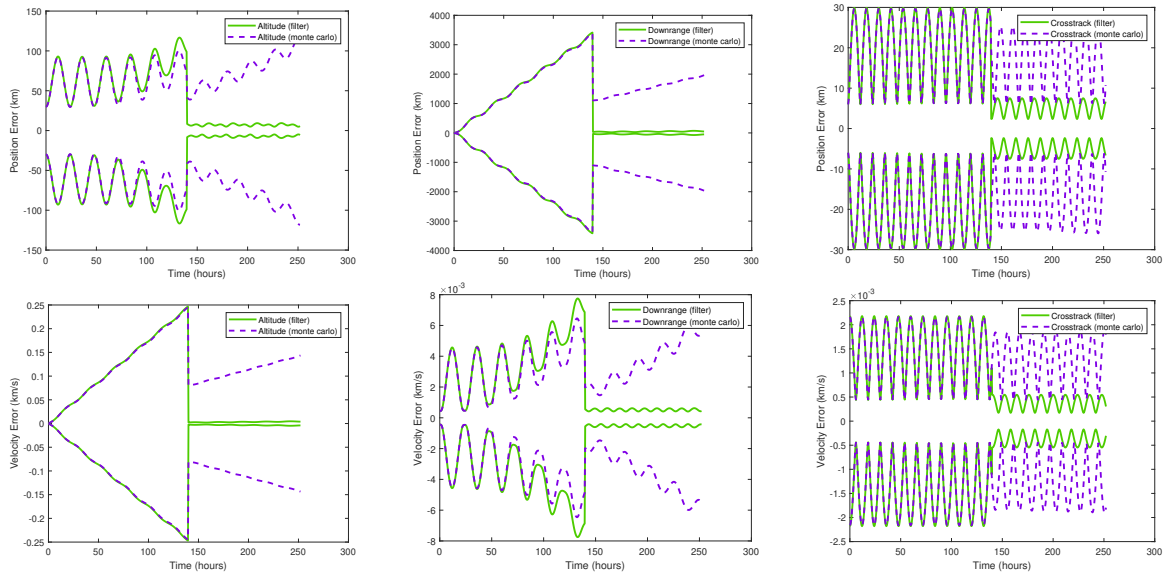 150
100
50
0
-50
-100
-150
Position Error (km)
Altitude (filter)
Altitude (monte carlo)
0 50 100 150 200 250 300
Time (hours)
4000
3000
2000
1000
0
-1000
-2000
-3000
-4000
Position Error (km)
Downrange (filter)
Downrange (monte carlo)
0 50 100 150 200 250 300
Time (hours)
30
20
10
0
-10
-20
-30
Position Error (km)
Crosstrack (filter)
Crosstrack (monte carlo)
0 50 100 150 200 250 300
Time (hours)
0.25
0.2
0.15
0.1
0.05
0
-0.05
-0.1
-0.15
-0.2
-0.25
Velocity Error (km/s)
Altitude (filter)
Altitude (monte carlo)
0 50 100 150 200 250 300
Time (hours)
× 10⁻³
8
6
4
2
0
-2
-4
-6
-8
Velocity Error (km/s)
Downrange (filter)
Downrange (monte carlo)
0 50 100 150 200 250 300
Time (hours)
× 10⁻³
2.5
2
1.5
1
0.5
0
-0.5
-1
-1.5
-2
-2.5
Velocity Error (km/s)
Crosstrack (filter)
Crosstrack (monte carlo)
0 50 100 150 200 250 300
Time (hours)